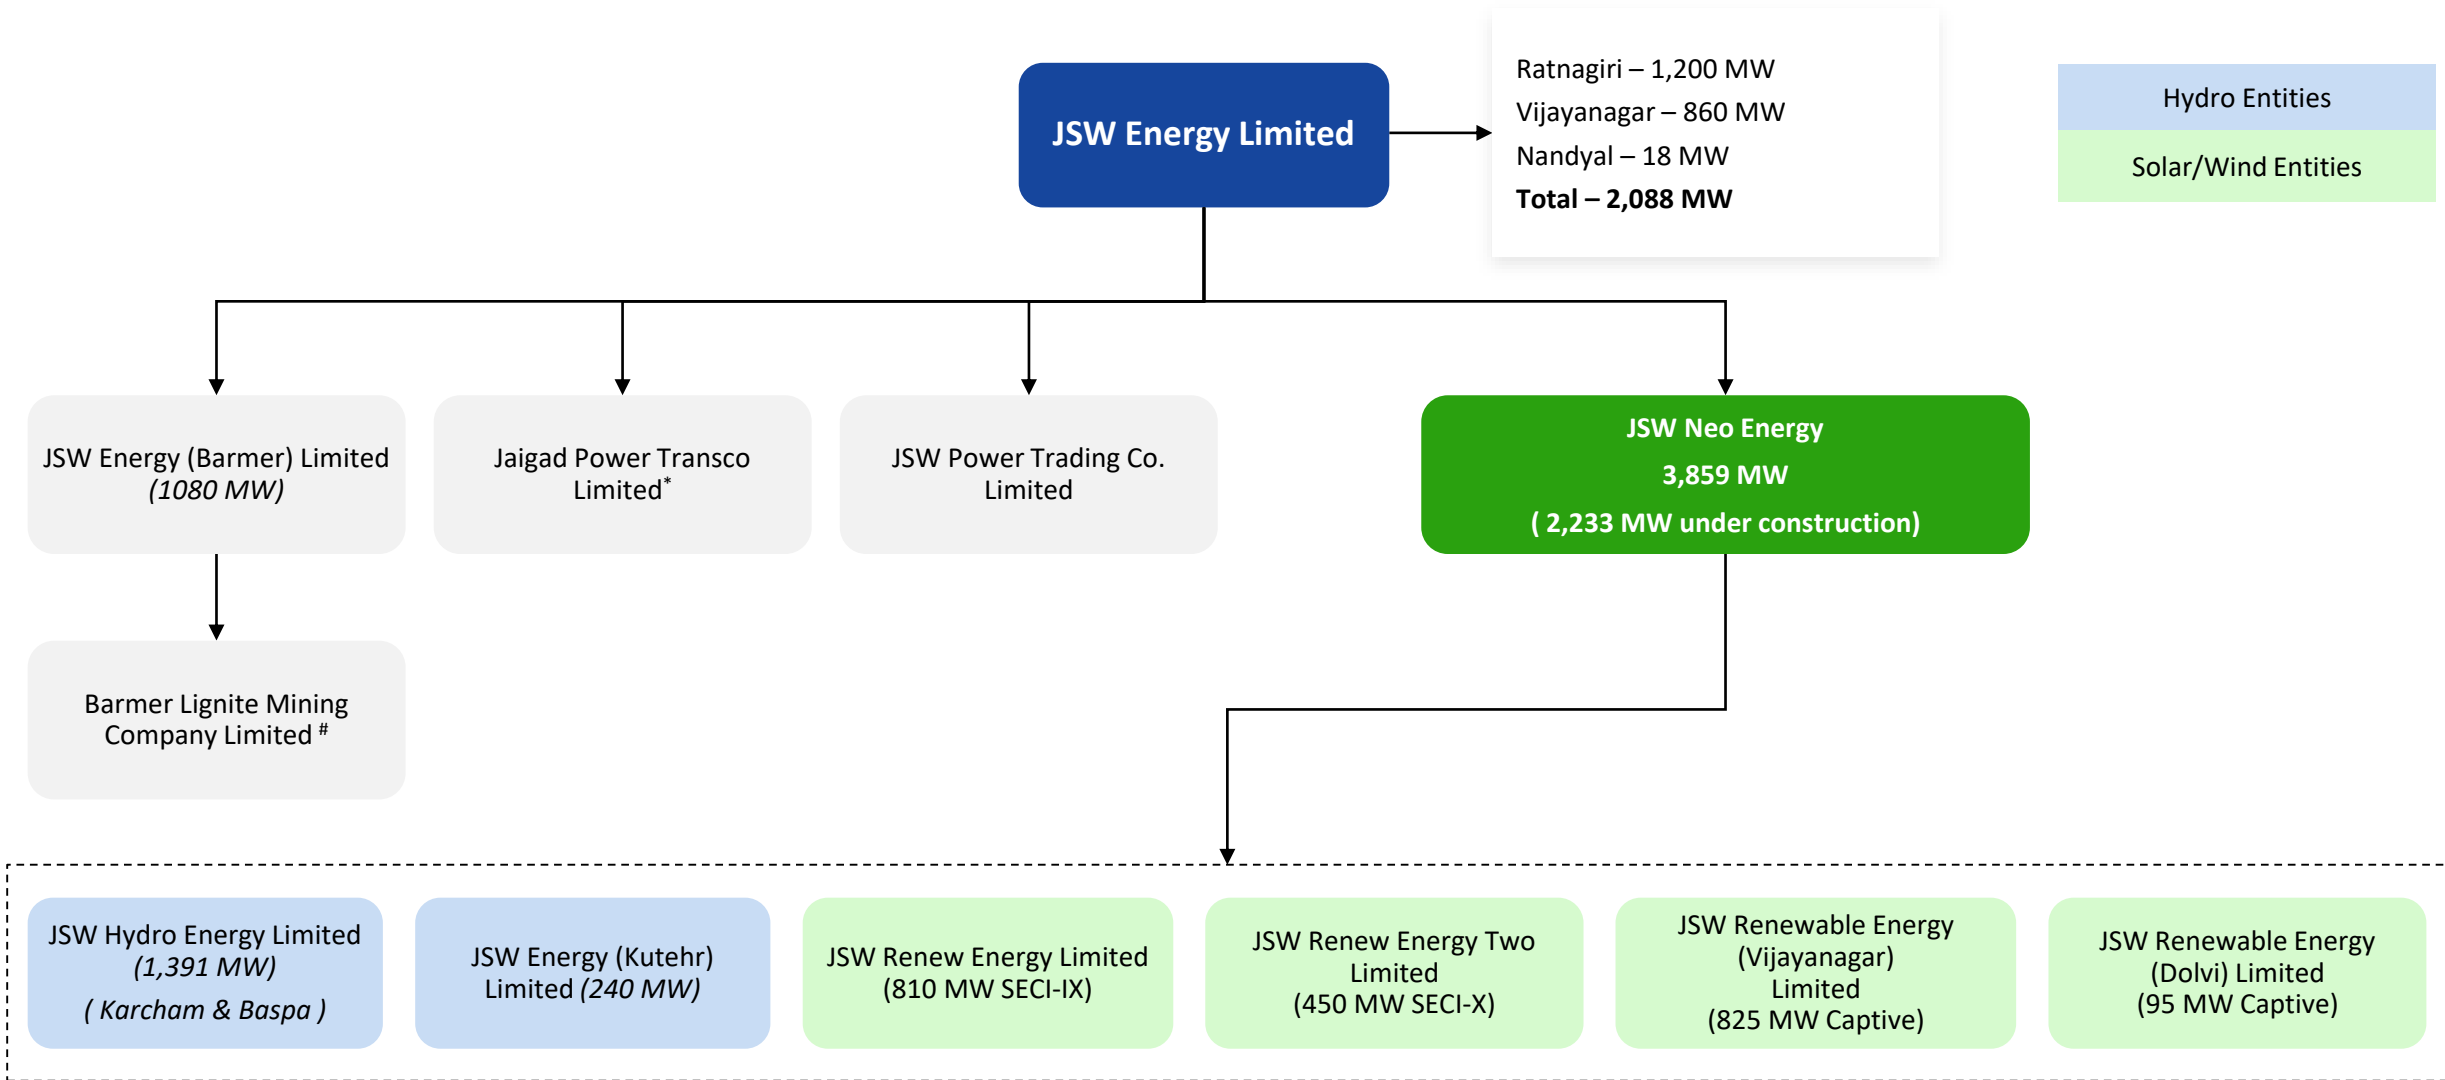 JSW Energy Limited
Ratnagiri – 1,200 MW
Vijayanagar – 860 MW
Nandyal – 18 MW
Total – 2,088 MW
Hydro Entities
Solar/Wind Entities
JSW Energy (Barmer) Limited
(1080 MW)
Jaigad Power Transco
Limited*
JSW Power Trading Co.
Limited
JSW Neo Energy
3,859 MW
( 2,233 MW under construction)
Barmer Lignite Mining
Company Limited #
JSW Hydro Energy Limited
(1,391 MW)
( Karcham & Baspa )
JSW Energy (Kutehr)
Limited (240 MW)
JSW Renew Energy Limited
(810 MW SECI-IX)
JSW Renew Energy Two
Limited
(450 MW SECI-X)
JSW Renewable Energy
(Vijayanagar)
Limited
(825 MW Captive)
JSW Renewable Energy
(Dolvi) Limited
(95 MW Captive)